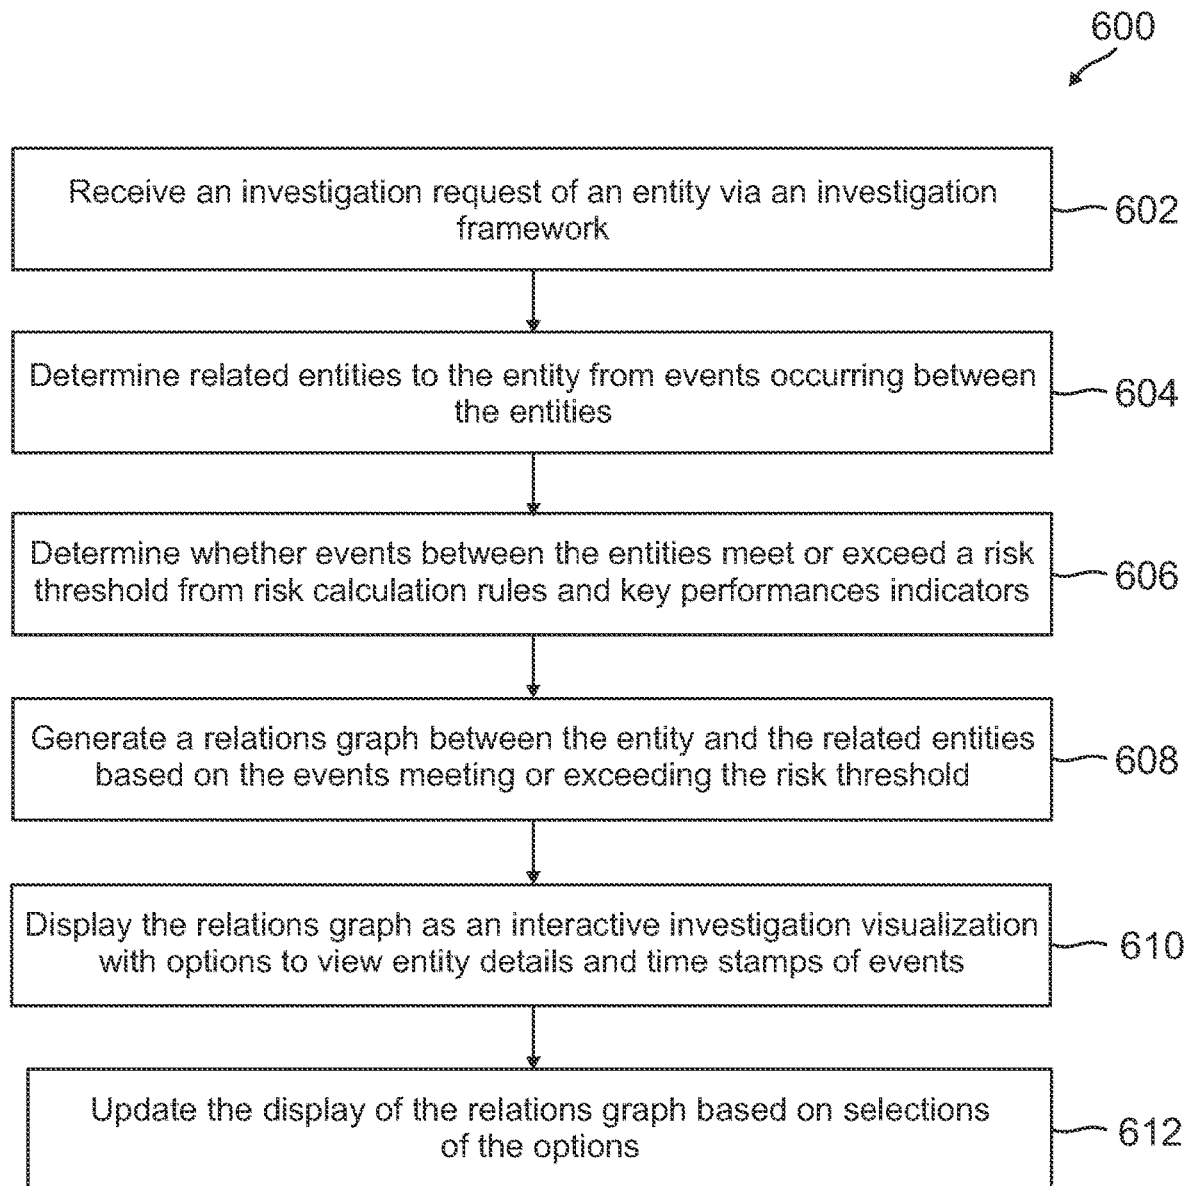 600
Receive an investigation request of an entity via an investigation
framework
602
Determine related entities to the entity from events occurring between
the entities
604
Determine whether events between the entities meet or exceed a risk
threshold from risk calculation rules and key performances indicators
606
Generate a relations graph between the entity and the related entities
based on the events meeting or exceeding the risk threshold
608
Display the relations graph as an interactive investigation visualization
with options to view entity details and time stamps of events
610
Update the display of the relations graph based on selections
of the options
612